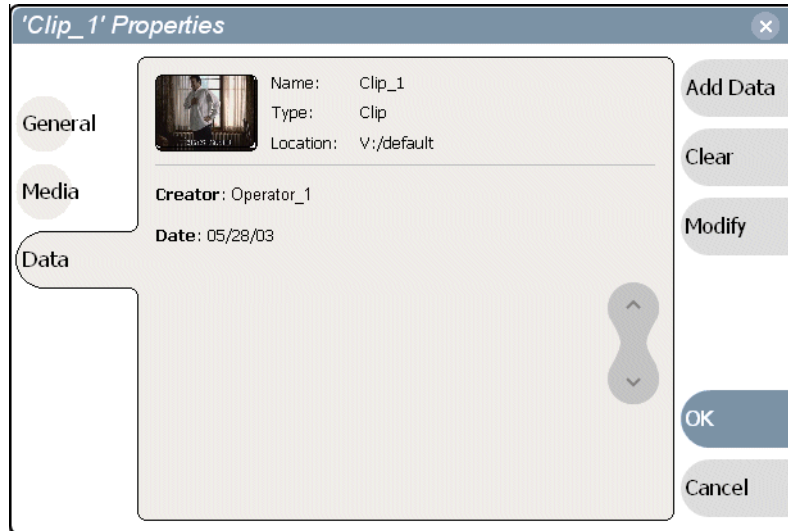 'Clip_1' Properties
General
Media
Data
Name: Clip_1
Type: Clip
Location: V:/default
Creator: Operator_1
Date: 05/28/03
Add Data
Clear
Modify
OK
Cancel